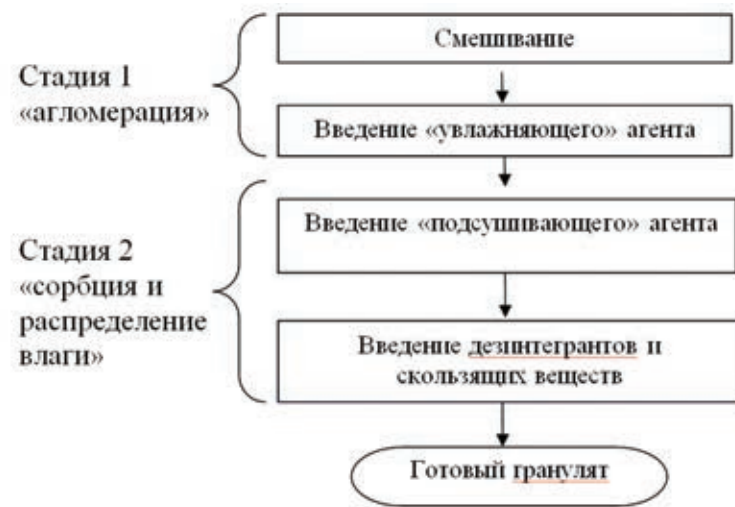 Стадия 1
«агломерация»
Смешивание
Введение «увлажняющего» агента
Стадия 2
«сорбция и
распределение
влаги»
Введение «подсушивающего» агента
Введение дезинтегрантов и
скользящих веществ
Готовый гранулят